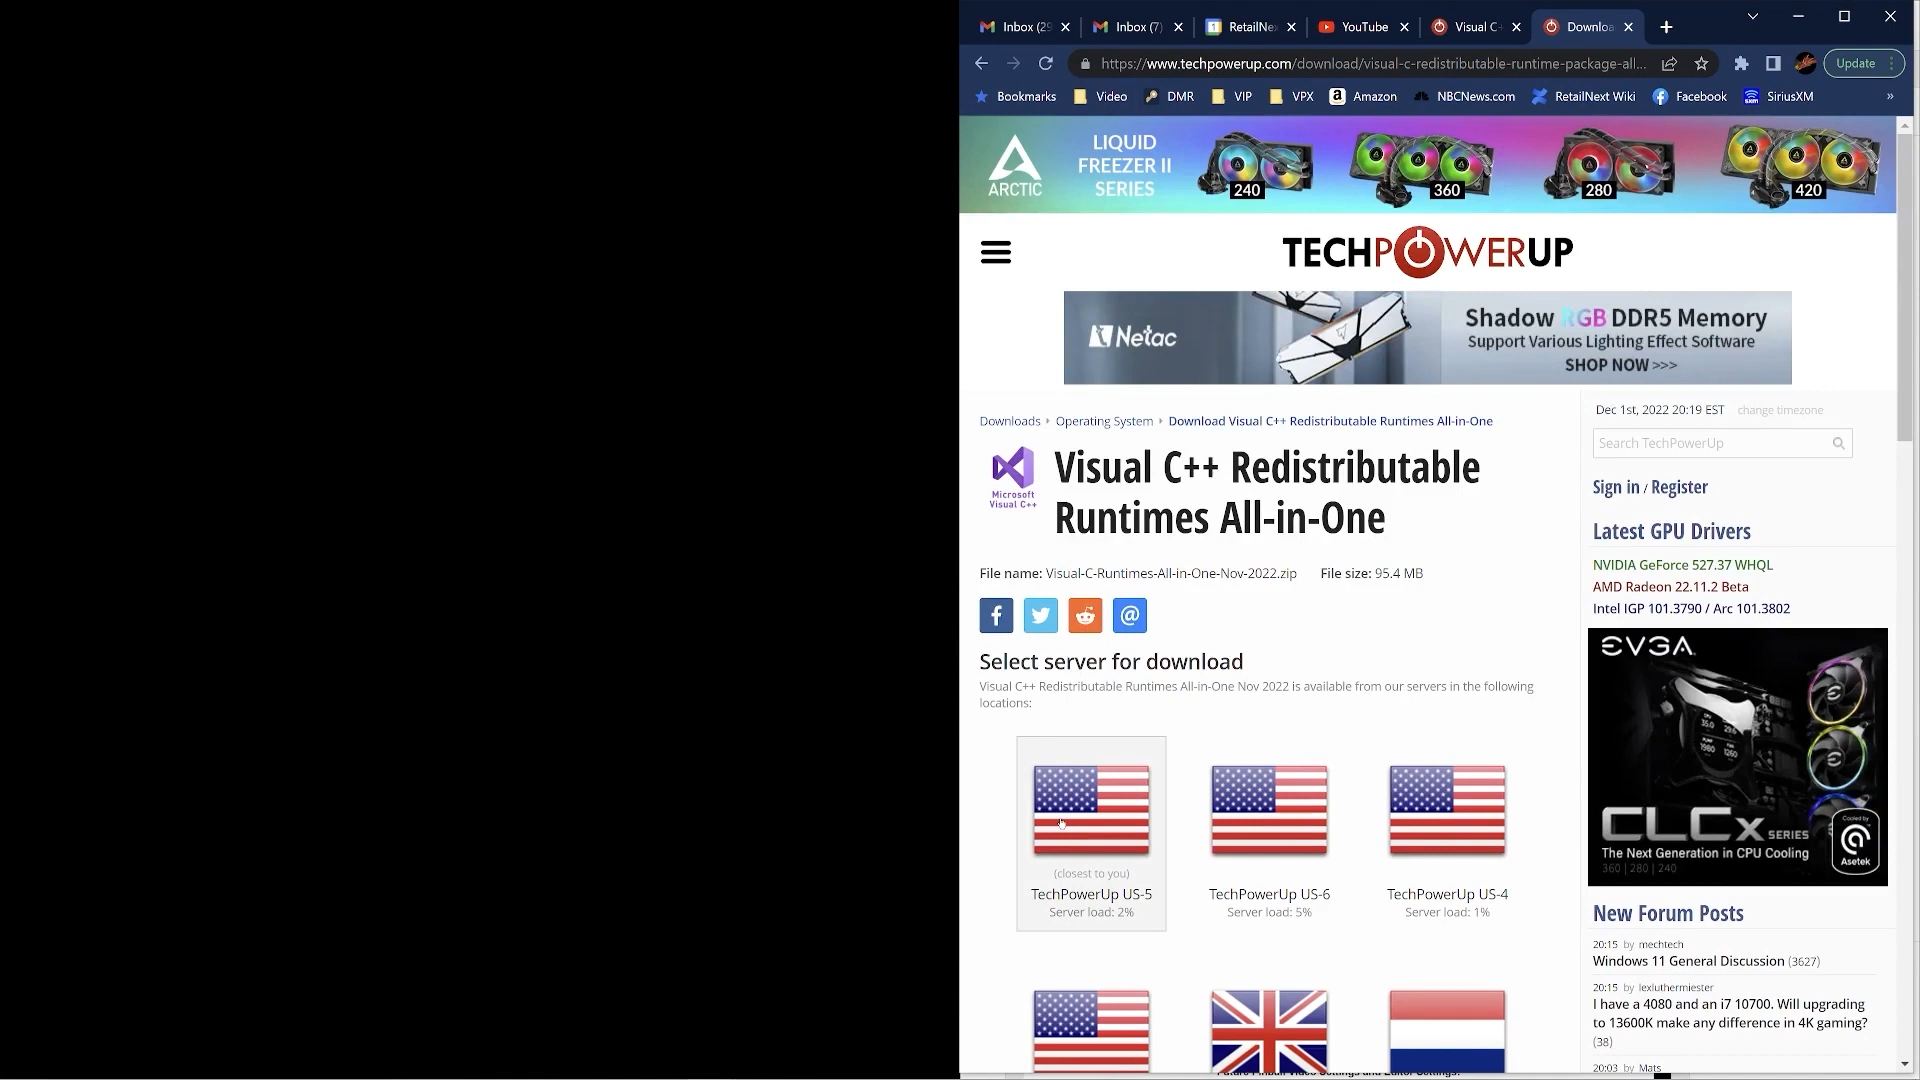 Inbox (29
Inbox (7)
RetailNe
YouTube
Visual C
Downloa
https://www.techpowerup.com/download/visual-c-redistributable-runtime-package-all...
Update
Bookmarks
Video
DMR
VIP
VPX
Amazon
NBCNews.com
RetailNext Wiki
Facebook
SiriusXM
»
ARCTIC
LIQUID
FREEZER II
SERIES
240
360
280
420
TECHPOWERUP
Netac
Shadow RGB DDR5 Memory
Support Various Lighting Effect Software
SHOP NOW >>>
Downloads
Operating System
Download Visual C++ Redistributable Runtimes All-in-One
Microsoft
Visual C++
Visual C++ Redistributable
Runtimes All-in-One
File name: Visual-C-Runtimes-All-in-One-Nov-2022.zip
File size: 95.4 MB
Select server for download
Visual C++ Redistributable Runtimes All-in-One Nov 2022 is available from our servers in the following
locations:
(closest to you)
TechPowerUp US-5
Server load: 2%
TechPowerUp US-6
Server load: 5%
TechPowerUp US-4
Server load: 1%
Dec 1st, 2022 20:19 EST change timezone
Search TechPowerUp
Sign in / Register
Latest GPU Drivers
NVIDIA GeForce 527.37 WHQL
AMD Radeon 22.11.2 Beta
Intel IGP 101.3790 / Arc 101.3802
EVGA
CLCx SERIES
The Next Generation in CPU Cooling
360 | 280 | 240
Cooled by
Asetek
New Forum Posts
20:15 by mechtech
Windows 11 General Discussion (3627)
20:15 by lexluthermiester
I have a 4080 and an i7 10700. Will upgrading
to 13600K make any difference in 4K gaming?
(38)
20:03 by Mats